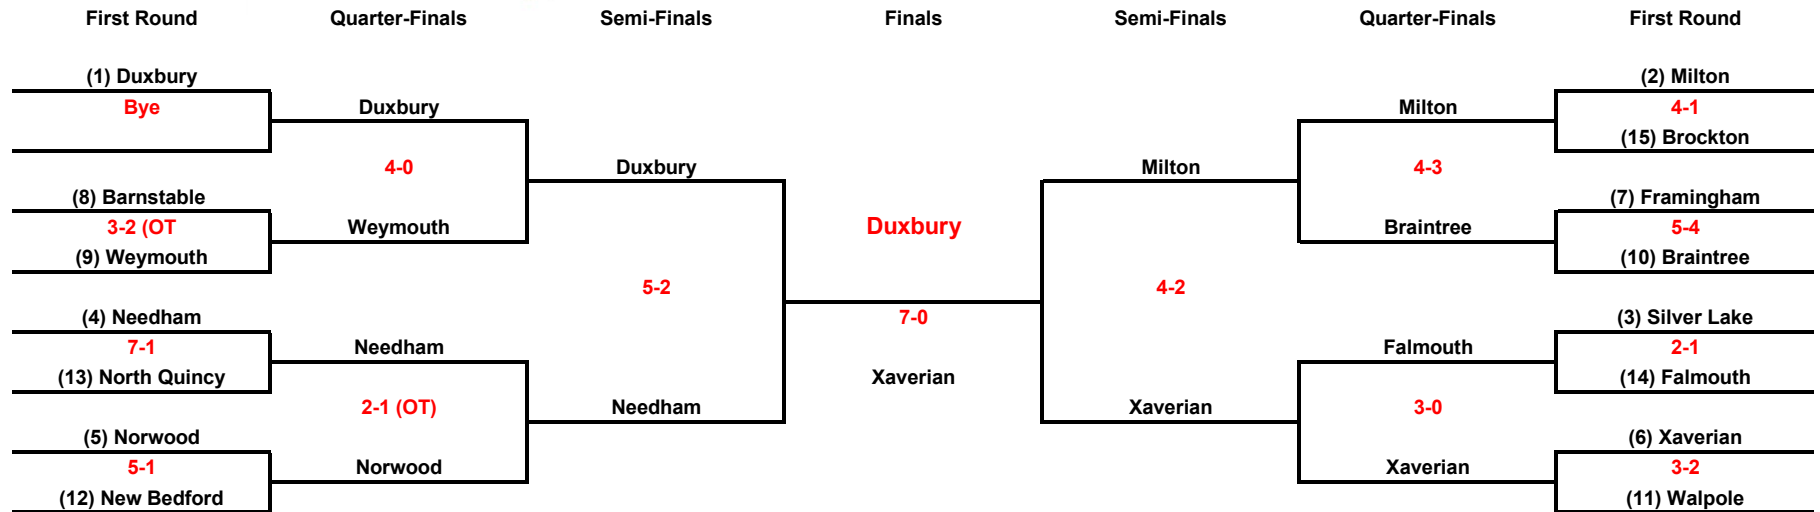 First Round Quarter-Finals Semi-Finals Finals Semi-Finals Quarter-Finals First Round
(1) Duxbury (2) Milton
Bye Duxbury Milton 4-1
(15) Brockton
4-0 Duxbury Milton 4-3
(8) Barnstable (7) Framingham
3-2 (OT Weymouth Duxbury Braintree 5-4
(9) Weymouth (10) Braintree
5-2 4-2
(4) Needham 7-0 (3) Silver Lake
7-1 Needham Falmouth 2-1
(13) North Quincy Xaverian (14) Falmouth
2-1 (OT) Needham Xaverian 3-0
(5) Norwood (6) Xaverian
5-1 Norwood Xaverian 3-2
(12) New Bedford (11) Walpole